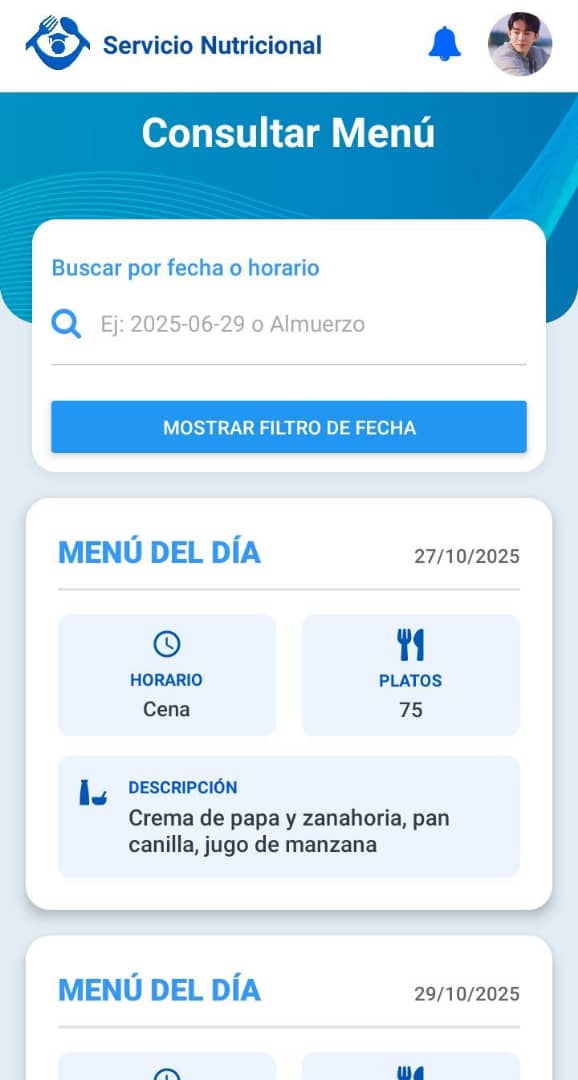 Servicio Nutricional
Consultar Menú
Buscar por fecha o horario
Ej: 2025-06-29 o Almuerzo
MOSTRAR FILTRO DE FECHA
MENÚ DEL DÍA 27/10/2025
HORARIO PLATOS
Cena 75
DESCRIPCIÓN
Crema de papa y zanahoria, pan
canilla, jugo de manzana
MENÚ DEL DÍA 29/10/2025